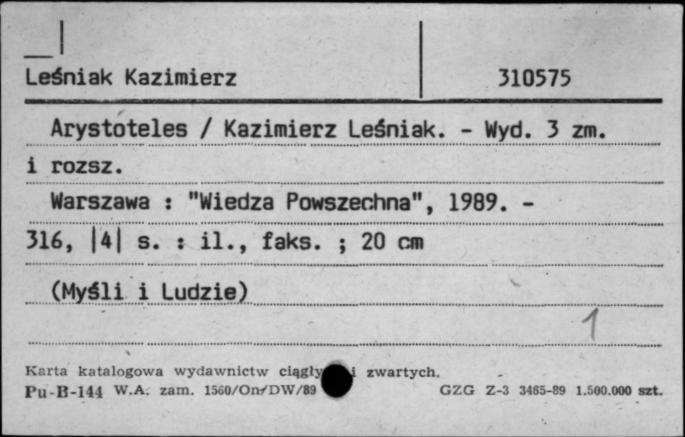 Leśniak Kazimierz 310575
Arystoteles / Kazimierz Leśniak. - Wyd. 3 zm.
i rozsz.
Warszawa : "Wiedza Powszechna", 1989. -
316, |4| s. : il., faks. ; 20 cm
(Myśli i Ludzie)
1
Karta katalogowa wydawnictw i zwartych.
Pu-B-144 W.A. zam. 1560/On/DW/89 GZG Z-3 3465-89 1.500.000 szt.